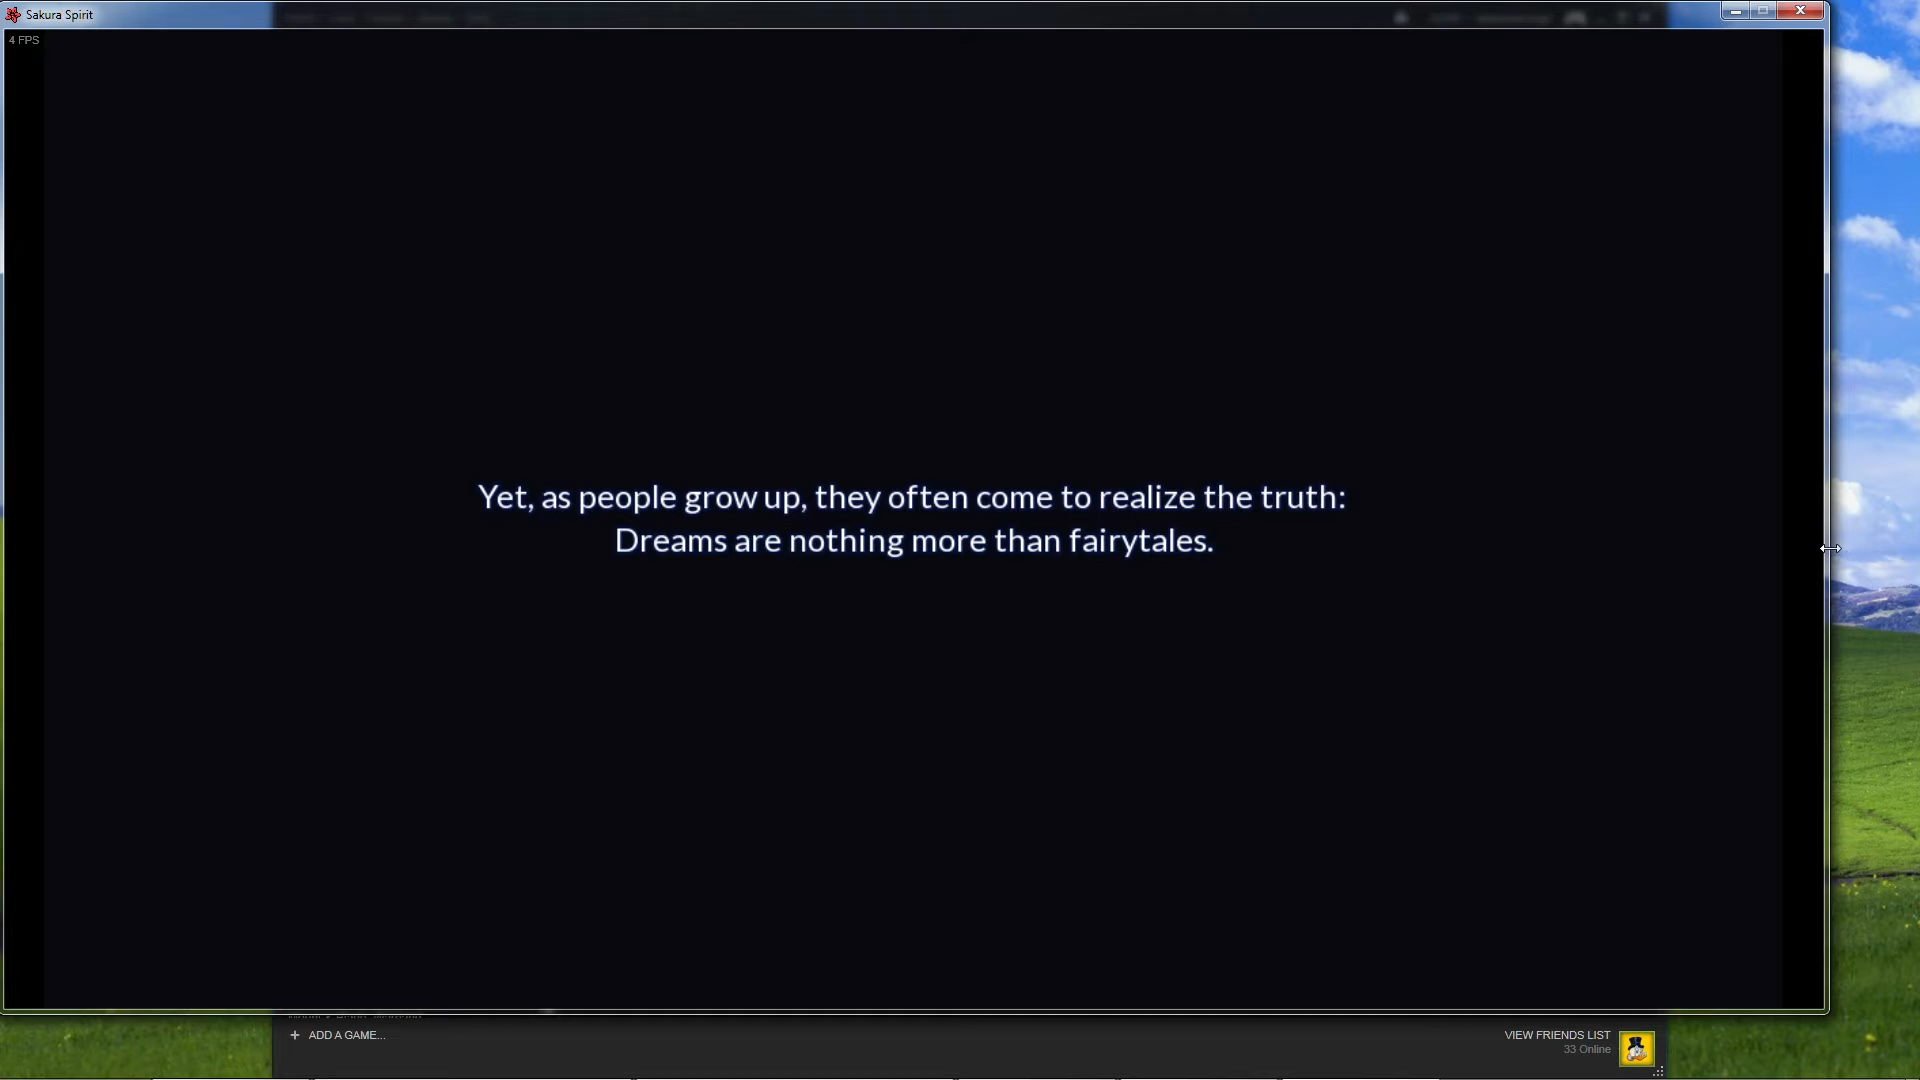 Sakura Spirit
4 FPS
Yet, as people grow up, they often come to realize the truth:
Dreams are nothing more than fairytales.
+ ADD A GAME...
VIEW FRIENDS LIST
33 Online